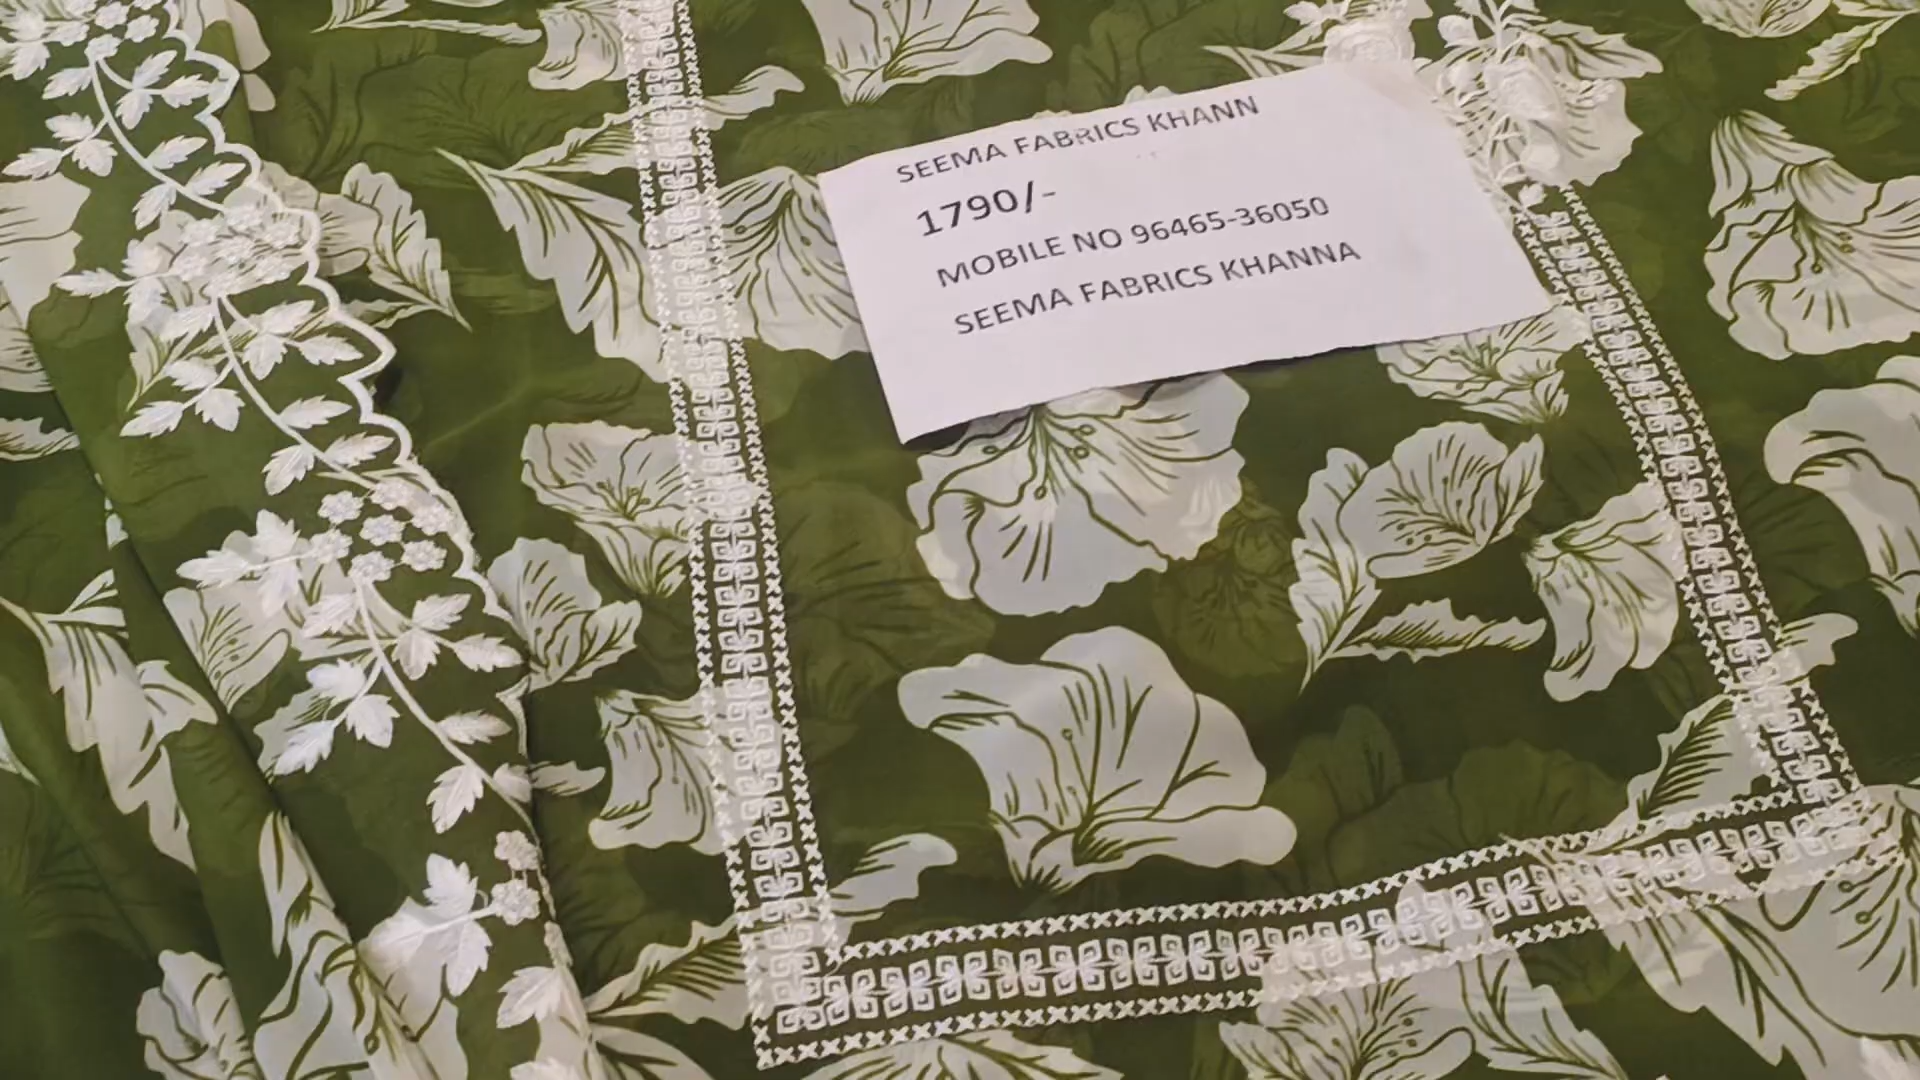 SEEMA FABRICS KHANN
1790/-
MOBILE NO 96465-36050
SEEMA FABRICS KHANNA